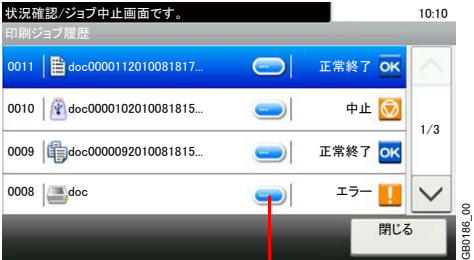 状況確認/ジョブ中止画面です。 10:10
印刷ジョブ履歴
0011 doc0000112010081817... 正常終了 OK
0010 doc0000102010081815... 中止
0009 doc0000092010081815... 正常終了 OK
0008 doc エラー
1/3
閉じる
GB0186_00